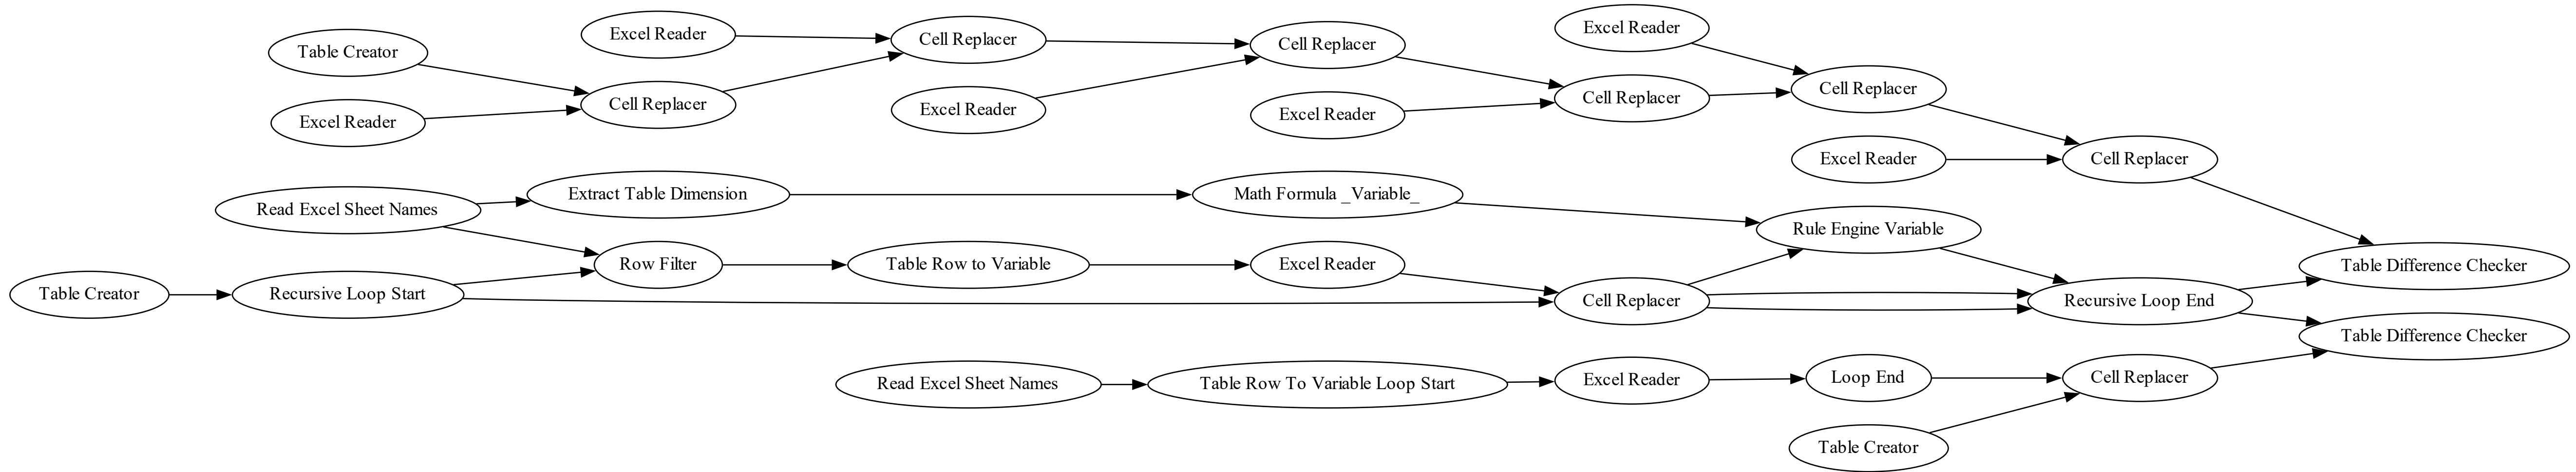 Excel Reader
Excel Reader
Table Creator
Cell Replacer
Cell Replacer
Cell Replacer
Cell Replacer
Excel Reader
Excel Reader
Cell Replacer
Excel Reader
Excel Reader
Cell Replacer
Excel Reader
Read Excel Sheet Names
Extract Table Dimension
Math Formula _Variable_
Rule Engine Variable
Row Filter
Table Row to Variable
Excel Reader
Table Difference Checker
Table Creator
Recursive Loop Start
Cell Replacer
Recursive Loop End
Table Difference Checker
Read Excel Sheet Names
Table Row To Variable Loop Start
Excel Reader
Loop End
Cell Replacer
Table Creator